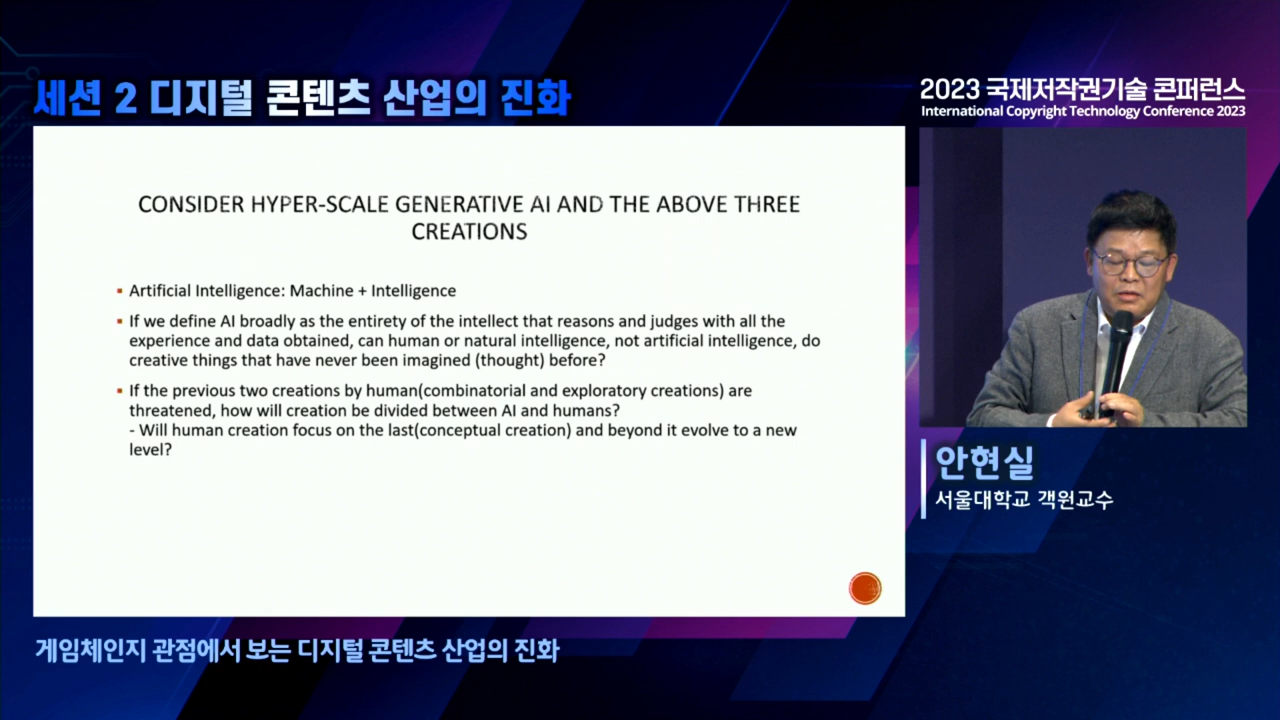 세션 2 디지털 콘텐츠 산업의 진화
2023 국제저작권기술 콘퍼런스
International Copyright Technology Conference 2023
CONSIDER HYPER-SCALE GENERATIVE AI AND THE ABOVE THREE
CREATIONS
▪ Artificial Intelligence: Machine + Intelligence
▪ If we define AI broadly as the entirety of the intellect that reasons and judges with all the
experience and data obtained, can human or natural intelligence, not artificial intelligence, do
creative things that have never been imagined (thought) before?
▪ If the previous two creations by human(combinatorial and exploratory creations) are
threatened, how will creation be divided between AI and humans?
- Will human creation focus on the last(conceptual creation) and beyond it evolve to a new
level?
안현실
서울대학교 객원교수
게임체인지 관점에서 보는 디지털 콘텐츠 산업의 진화